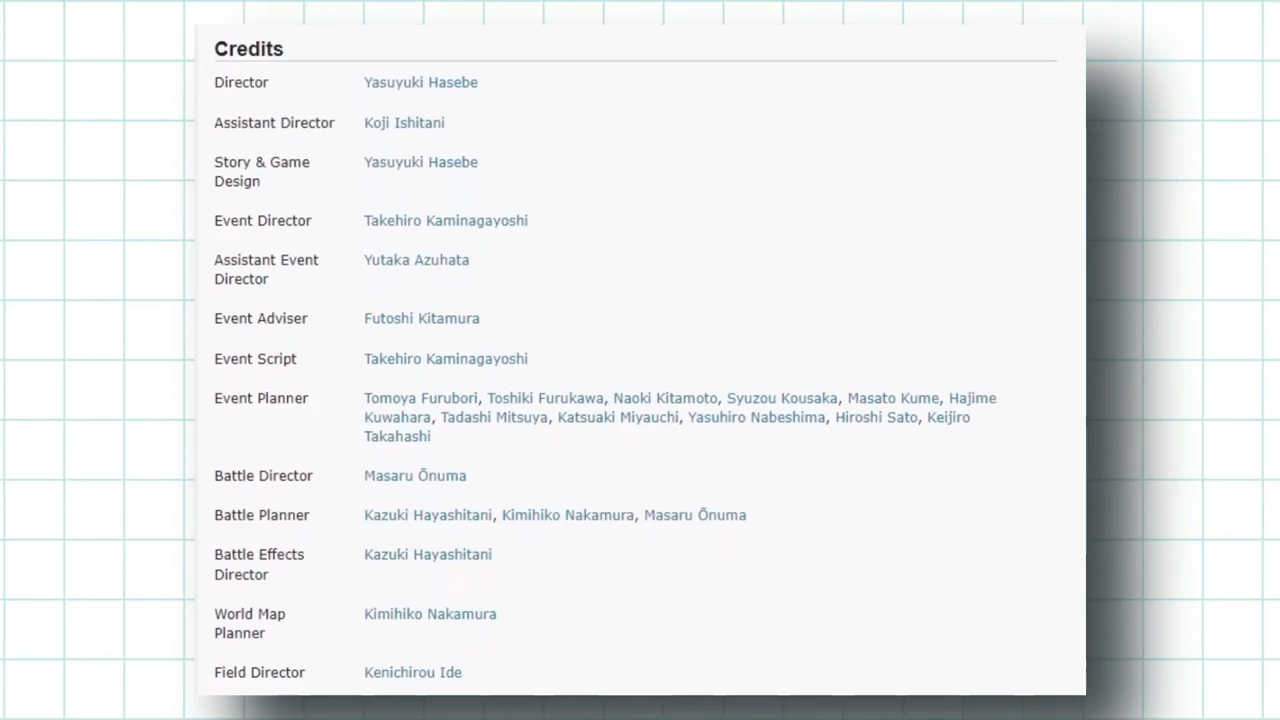 Credits
Director Yasuyuki Hasebe
Assistant Director Koji Ishitani
Story & Game Yasuyuki Hasebe
Design
Event Director Takehiro Kaminagayoshi
Assistant Event Yutaka Azuhata
Director
Event Adviser Futoshi Kitamura
Event Script Takehiro Kaminagayoshi
Event Planner Tomoya Furubori, Toshiki Furukawa, Naoki Kitamoto, Syuzou Kousaka, Masato Kume, Hajime
Kuwahara, Tadashi Mitsuya, Katsuaki Miyauchi, Yasuhiro Nabeshima, Hiroshi Sato, Keijiro
Takahashi
Battle Director Masaru Ōnuma
Battle Planner Kazuki Hayashitani, Kimihiko Nakamura, Masaru Ōnuma
Battle Effects Kazuki Hayashitani
Director
World Map Kimihiko Nakamura
Planner
Field Director Kenichirou Ide